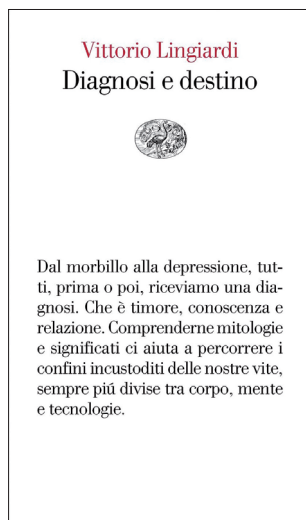 Vittorio Lingiardi
Diagnosi e destino
Dal morbillo alla depressione, tut-
ti, prima o poi, riceviamo una dia-
gnosi. Che è timore, conoscenza e
relazione. Comprenderne mitologie
e significati ci aiuta a percorrere i
confini incustoditi delle nostre vite,
sempre piú divise tra corpo, mente
e tecnologie.